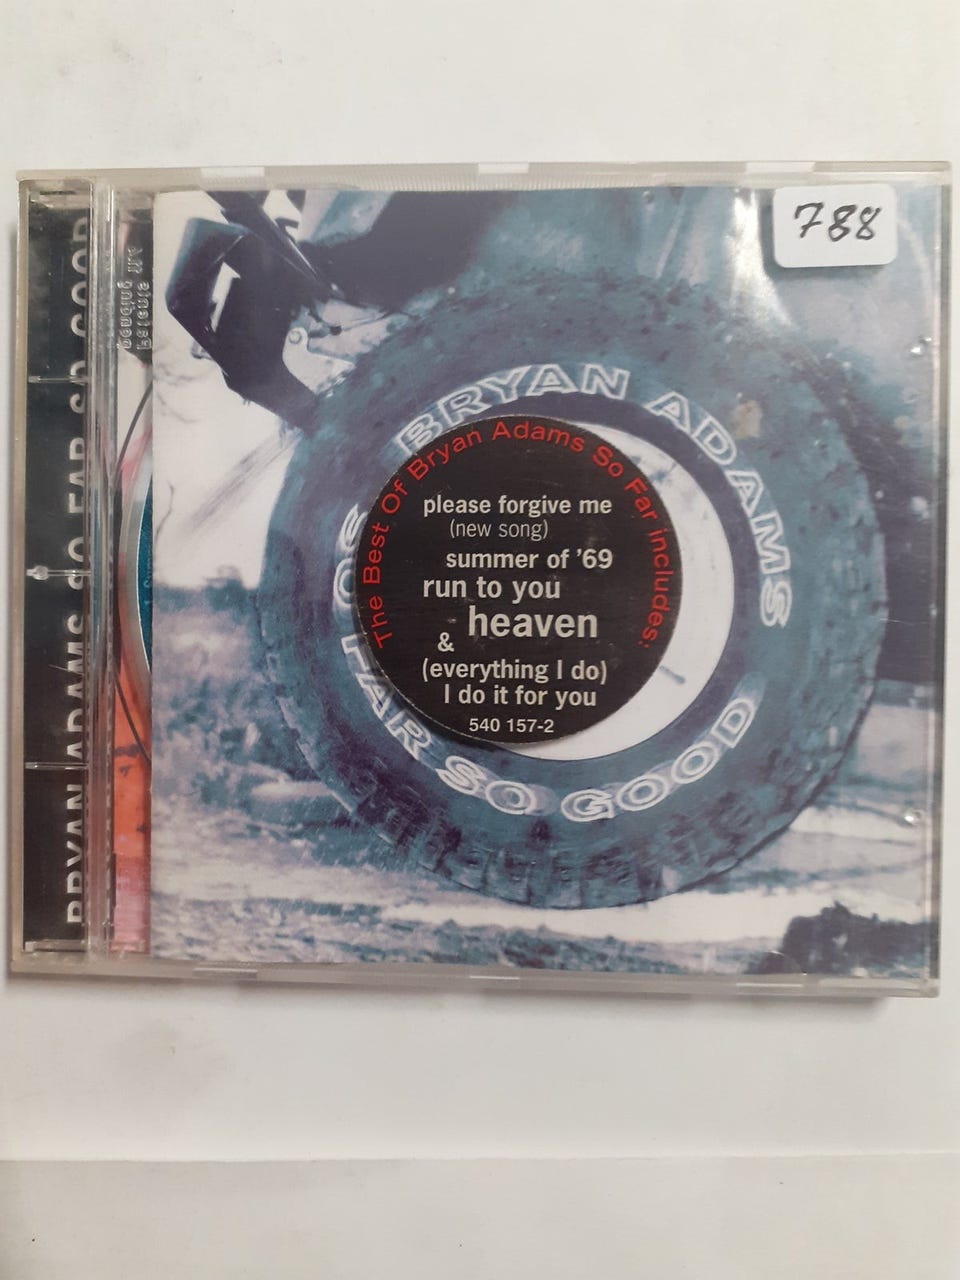 788
BRYAN ADAMS
SO FAR SO GOOD
The Best Of Bryan Adams So Far includes:
please forgive me
(new song)
summer of '69
run to you
heaven
&
(everything I do)
I do it for you
540 157-2
BRYAN ADAMS SO FAR SO GOOD